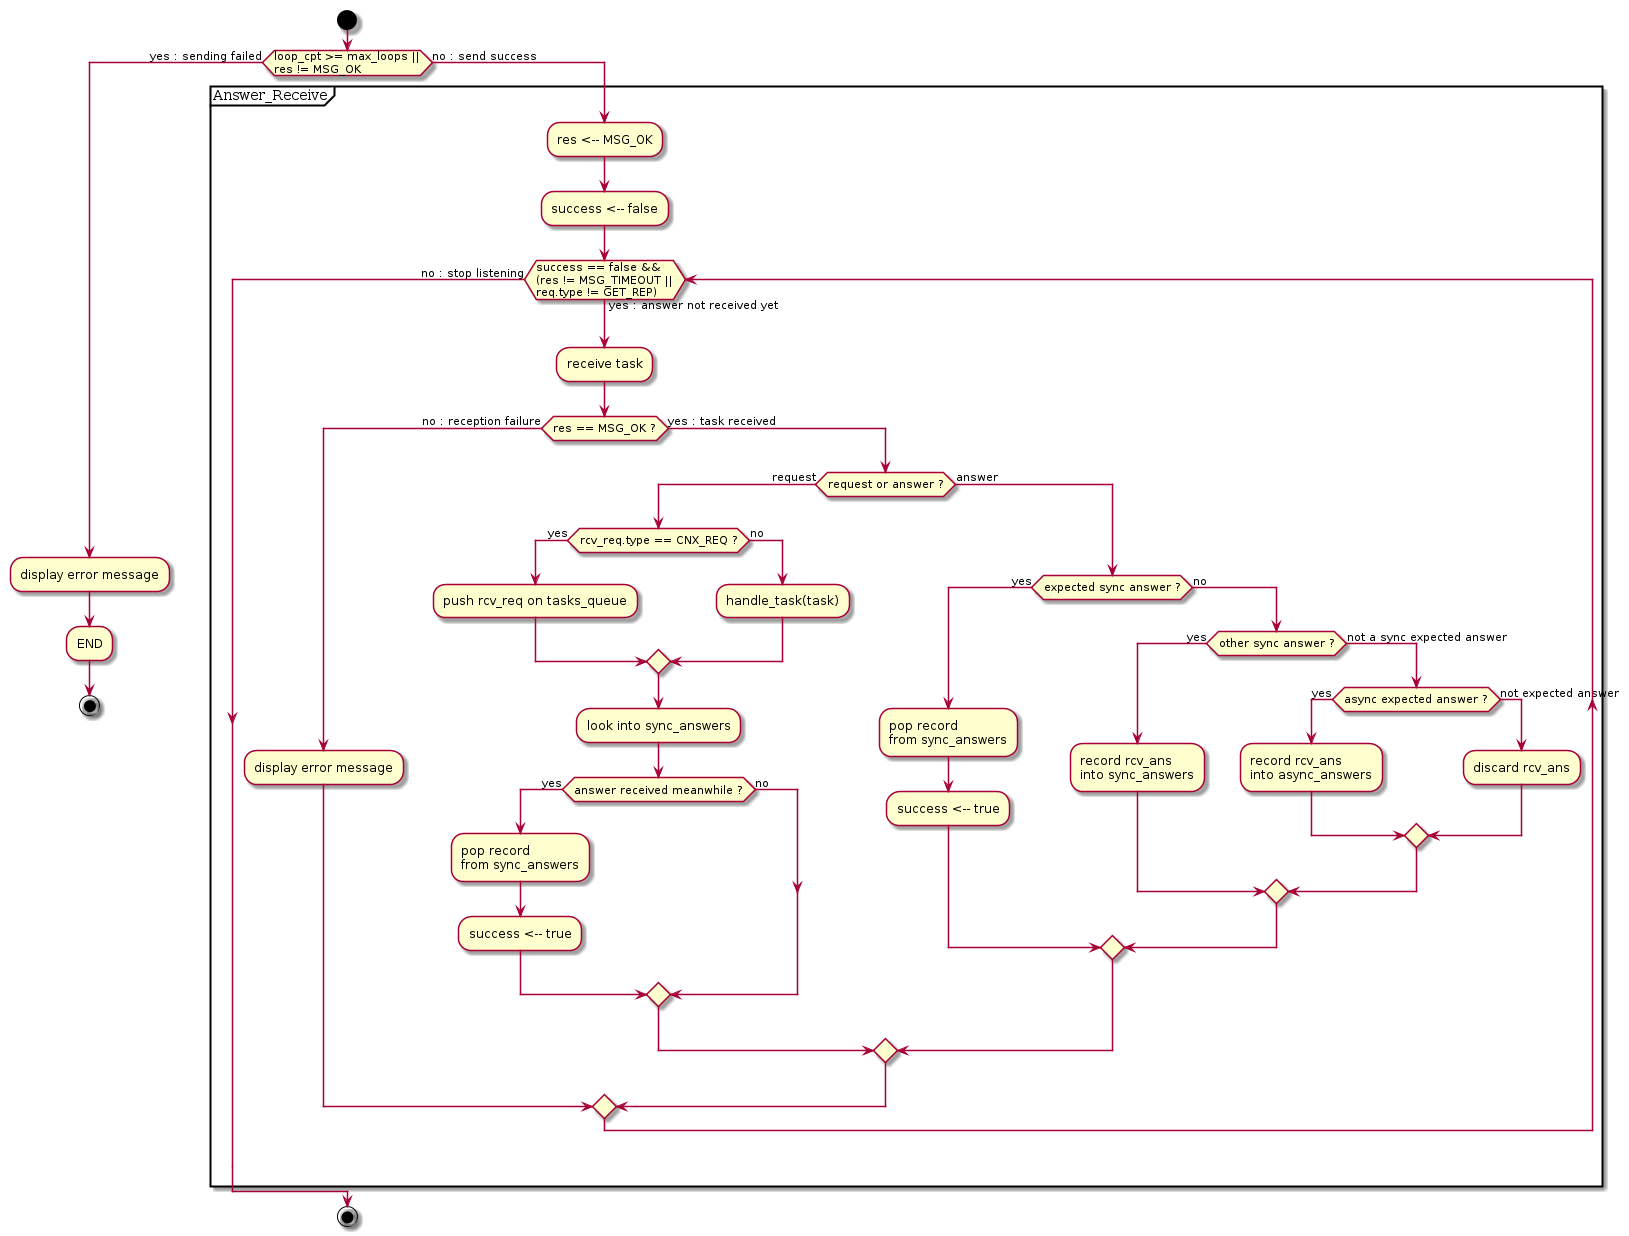 yes : sending failed
loop_cpt >= max_loops ||
res != MSG_OK
no : send success
Answer_Receive
res <-- MSG_OK
success <-- false
no : stop listening
success == false &&
(res != MSG_TIMEOUT ||
req.type != GET_REP)
yes : answer not received yet
receive task
no : reception failure
res == MSG_OK ?
yes : task received
request
request or answer ?
answer
yes
rcv_req.type == CNX_REQ ?
no
display error message
push rcv_req on tasks_queue
handle_task(task)
yes
expected sync answer ?
no
END
yes
other sync answer ?
not a sync expected answer
yes
async expected answer ?
not expected answer
look into sync_answers
pop record
from sync_answers
record rcv_ans
into sync_answers
record rcv_ans
into async_answers
discard rcv_ans
display error message
yes
answer received meanwhile ?
no
success <-- true
pop record
from sync_answers
success <-- true